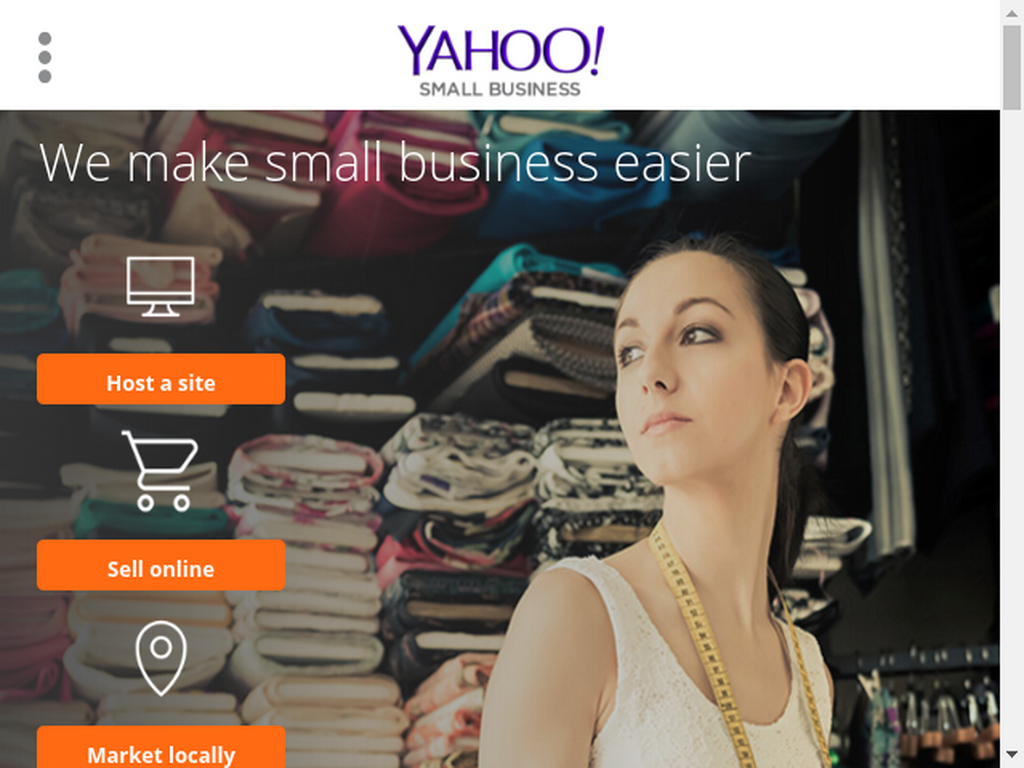 YAHOO!
SMALL BUSINESS
We make small business easier
Host a site
Sell online
Market locally